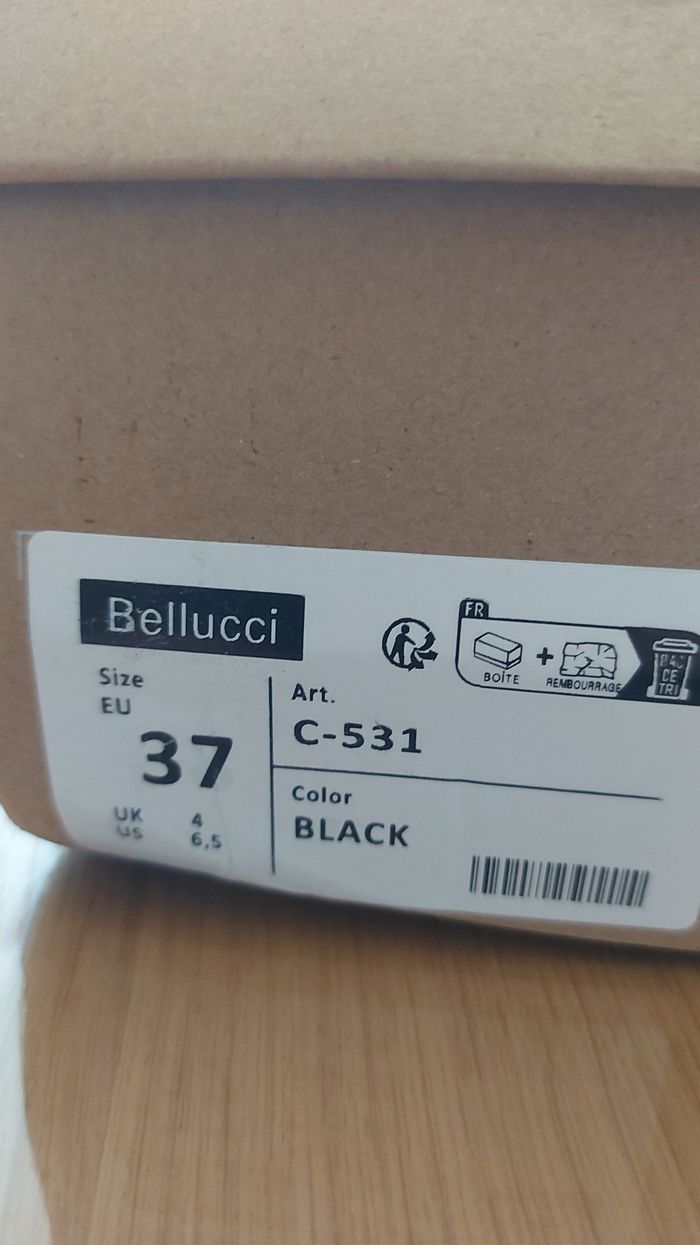 Bellucci
Size
EU
37
UK 4
US 6,5
Art.
C-531
Color
BLACK
FR
BOÎTE + REMBOURRAGE
BAC
DE
TRI